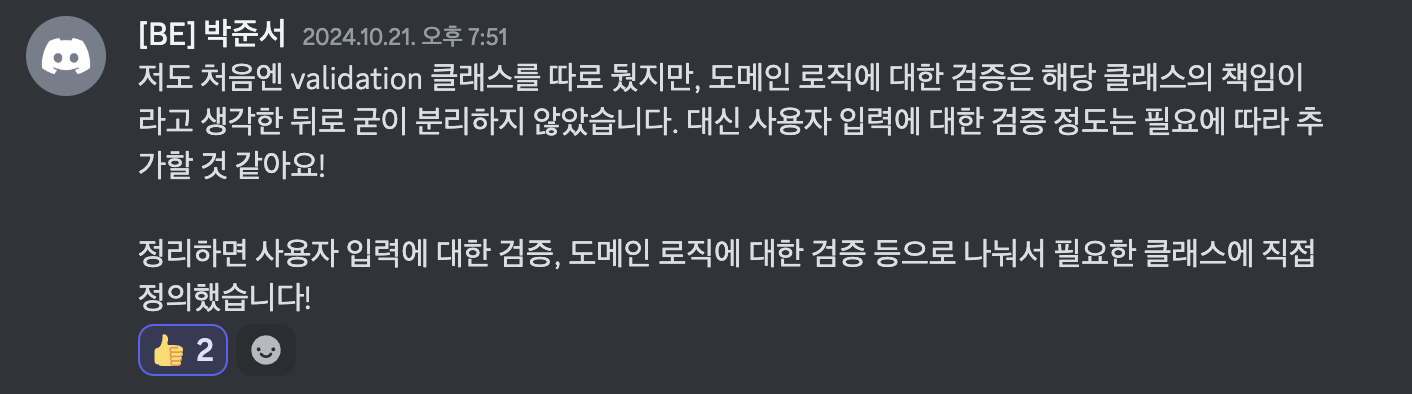 [BE] 박준서 2024.10.21. 오후 7:51
저도 처음엔 validation 클래스를 따로 뒀지만, 도메인 로직에 대한 검증은 해당 클래스의 책임이
라고 생각한 뒤로 굳이 분리하지 않았습니다. 대신 사용자 입력에 대한 검증 정도는 필요에 따라 추
가할 것 같아요!
정리하면 사용자 입력에 대한 검증, 도메인 로직에 대한 검증 등으로 나눠서 필요한 클래스에 직접
정의했습니다!
2